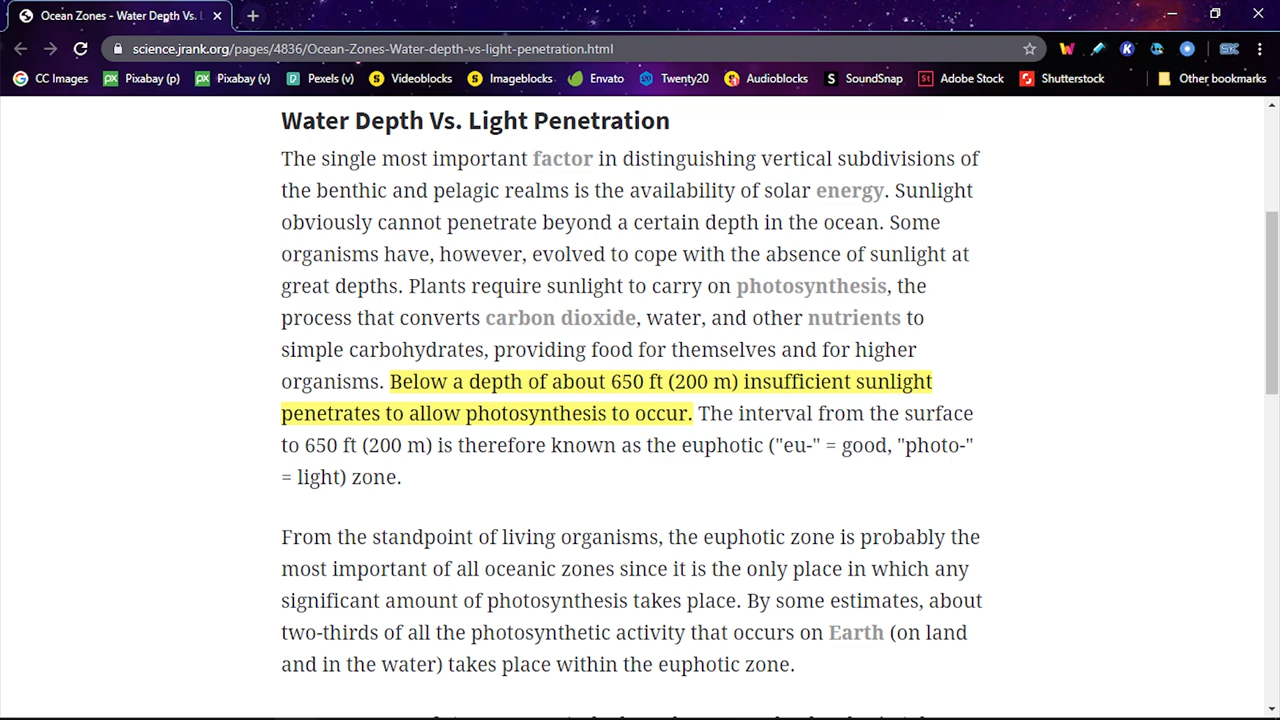 Ocean Zones - Water Depth Vs. L
science.jrank.org/pages/4836/Ocean-Zones-Water-depth-vs-light-penetration.html
CC Images Pixabay (p) Pixabay (v) Pexels (v) Videoblocks Imageblocks Envato Twenty20 Audioblocks SoundSnap Adobe Stock Shutterstock Other bookmarks
Water Depth Vs. Light Penetration
The single most important factor in distinguishing vertical subdivisions of
the benthic and pelagic realms is the availability of solar energy. Sunlight
obviously cannot penetrate beyond a certain depth in the ocean. Some
organisms have, however, evolved to cope with the absence of sunlight at
great depths. Plants require sunlight to carry on photosynthesis, the
process that converts carbon dioxide, water, and other nutrients to
simple carbohydrates, providing food for themselves and for higher
organisms. Below a depth of about 650 ft (200 m) insufficient sunlight
penetrates to allow photosynthesis to occur. The interval from the surface
to 650 ft (200 m) is therefore known as the euphotic ("eu-" = good, "photo-"
= light) zone.
From the standpoint of living organisms, the euphotic zone is probably the
most important of all oceanic zones since it is the only place in which any
significant amount of photosynthesis takes place. By some estimates, about
two-thirds of all the photosynthetic activity that occurs on Earth (on land
and in the water) takes place within the euphotic zone.